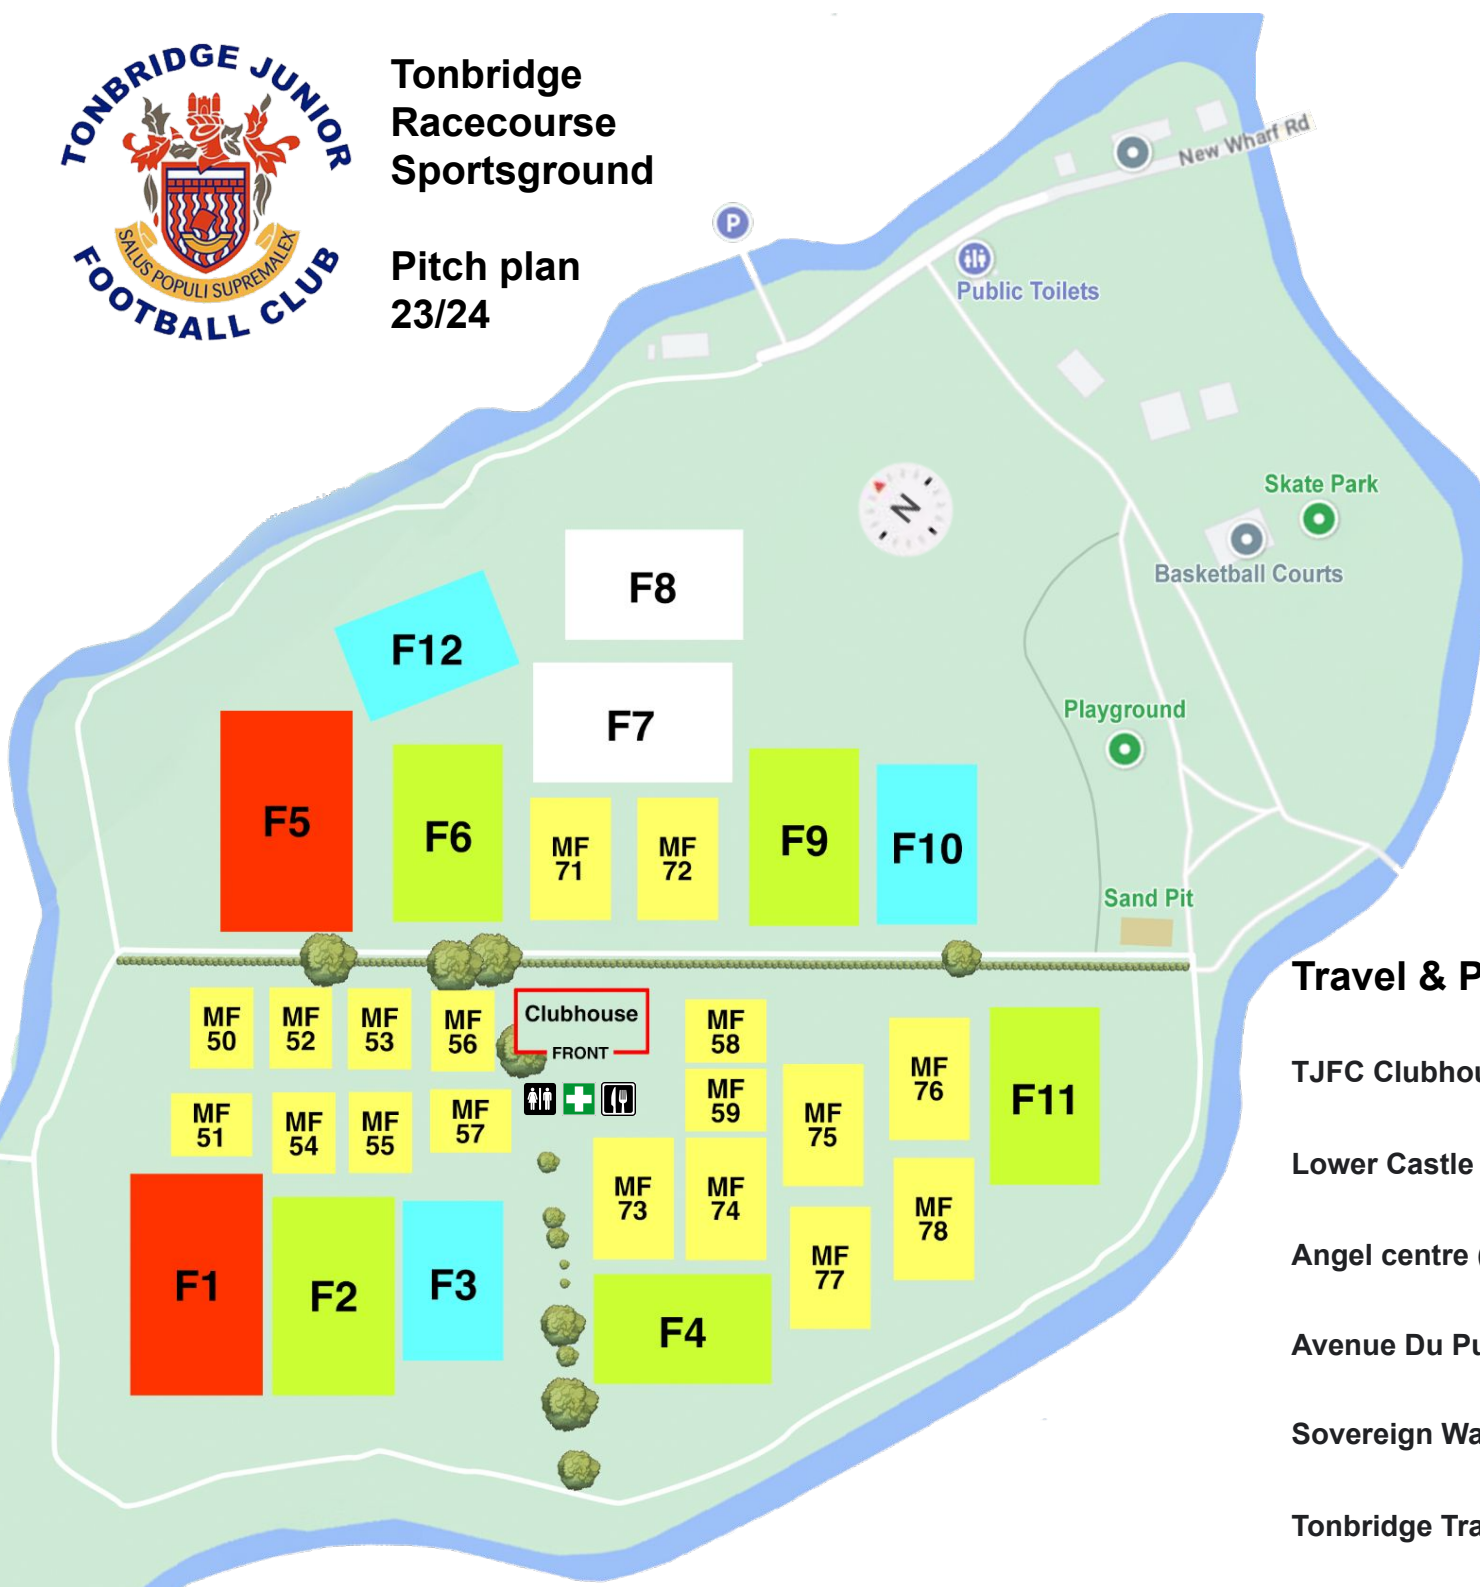 TONBRIDGE JUNIOR
FOOTBALL CLUB
SALUS POPULI SUPREMALEX
Tonbridge
Racecourse
Sportsground
Pitch plan
23/24
P
New Wharf Rd
Public Toilets
N
Skate Park
Basketball Courts
Playground
Sand Pit
F8
F12
F7
F5
F6
MF
71
MF
72
F9
F10
MF
50
MF
52
MF
53
MF
56
Clubhouse
FRONT
MF
58
MF
59
MF
76
F11
MF
51
MF
54
MF
55
MF
57
MF
75
MF
73
MF
74
MF
78
MF
77
F1
F2
F3
F4
Travel & P
TJFC Clubhou
Lower Castle
Angel centre (
Avenue Du Pu
Sovereign Wa
Tonbridge Tra